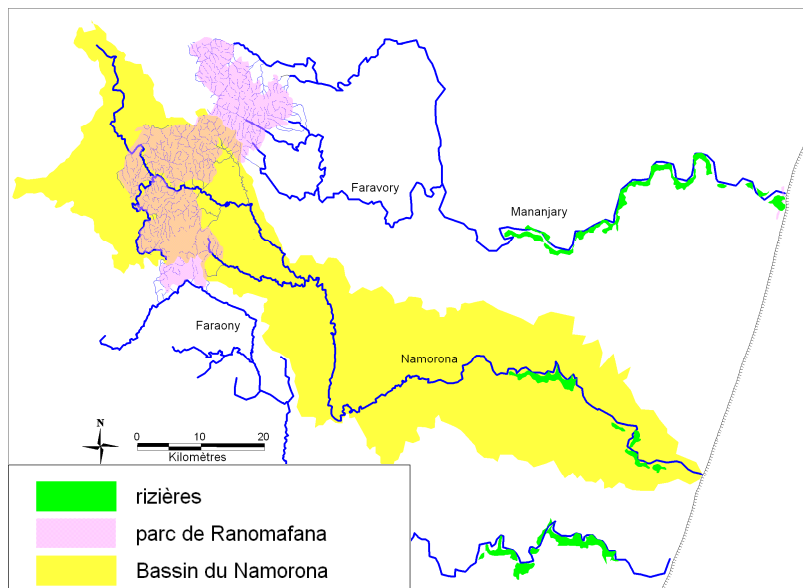 Faravory
Mananjary
Faraony
Namorona
N
0 10 20
Kilomètres
rizières
parc de Ranomafana
Bassin du Namorona